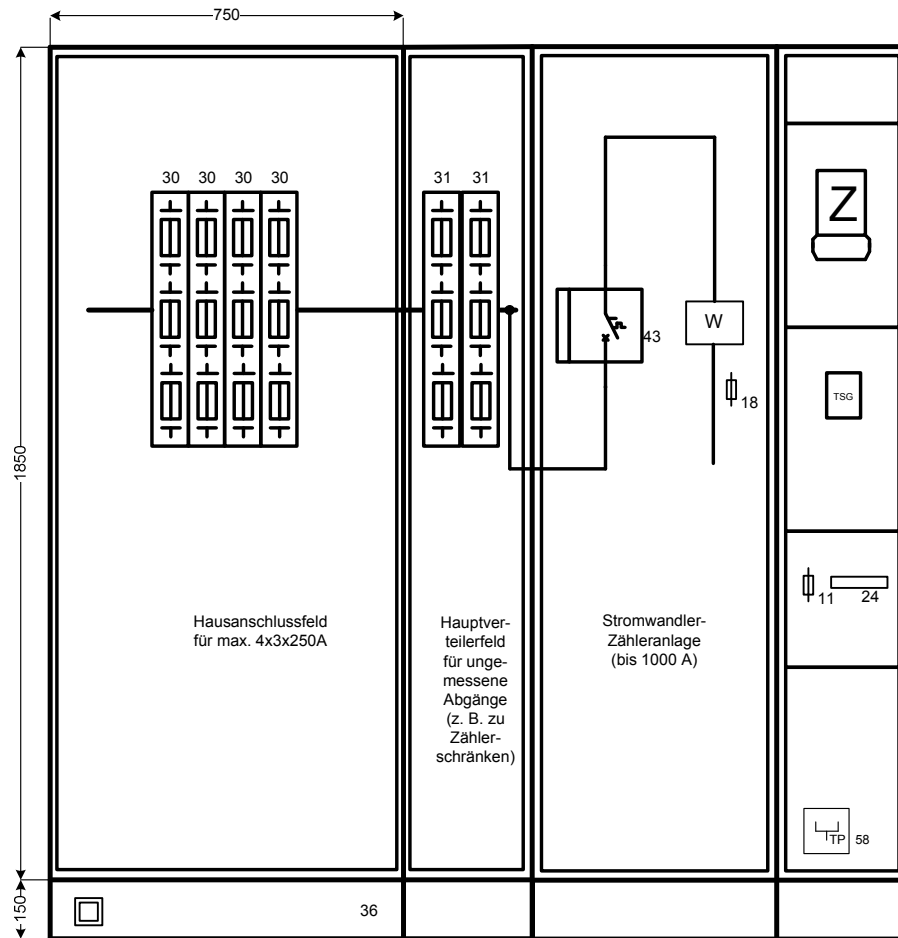 750
30 30 30 30
31 31
Z
1850
W
43
TSG
18
11
24
Hausanschlussfeld
für max. 4x3x250A
Hauptver-
teilerfeld
für unge-
messene
Abgänge
(z. B. zu
Zähler-
schränken)
Stromwandler-
Zähleranlage
(bis 1000 A)
TP
58
150
36